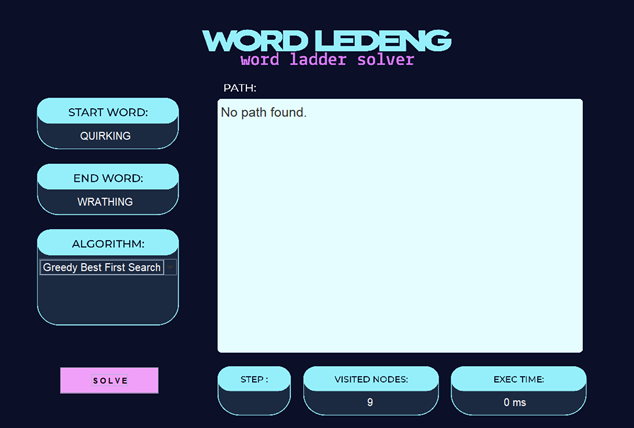 WORD LEDENG
word ladder solver
PATH:
No path found.
START WORD:
QUIRKING
END WORD:
WRATHING
ALGORITHM:
Greedy Best First Search
SOLVE
STEP :
VISITED NODES:
9
EXEC TIME:
0 ms